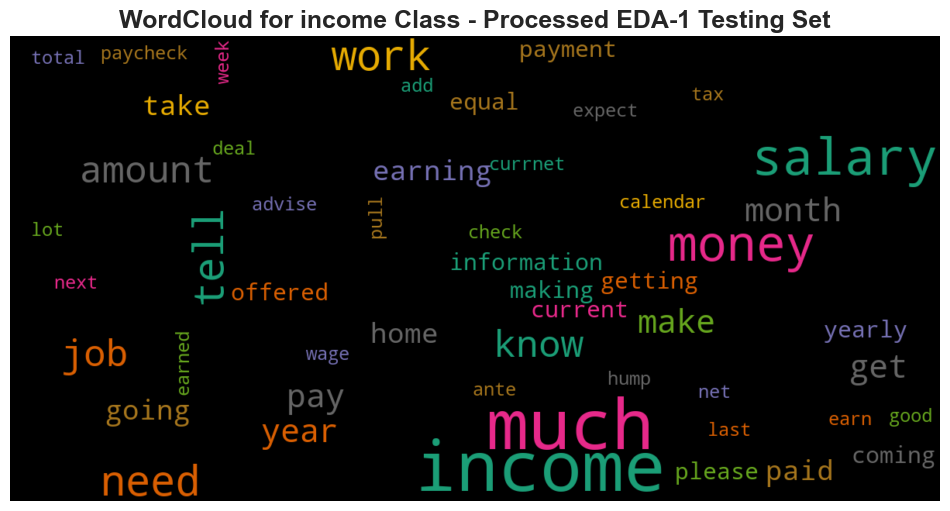 WordCloud for income Class - Processed EDA-1 Testing Set
total
paycheck
week
work
payment
add
take
equal
expect
tax
deal
amount
earning
currnet
salary
advise
pull
calendar
month
lot
tell
check
money
information
next
offered
making
getting
current
make
home
know
yearly
job
earned
wage
get
pay
ante
hump
net
going
year
much
last
earn
good
need
income
please
paid
coming